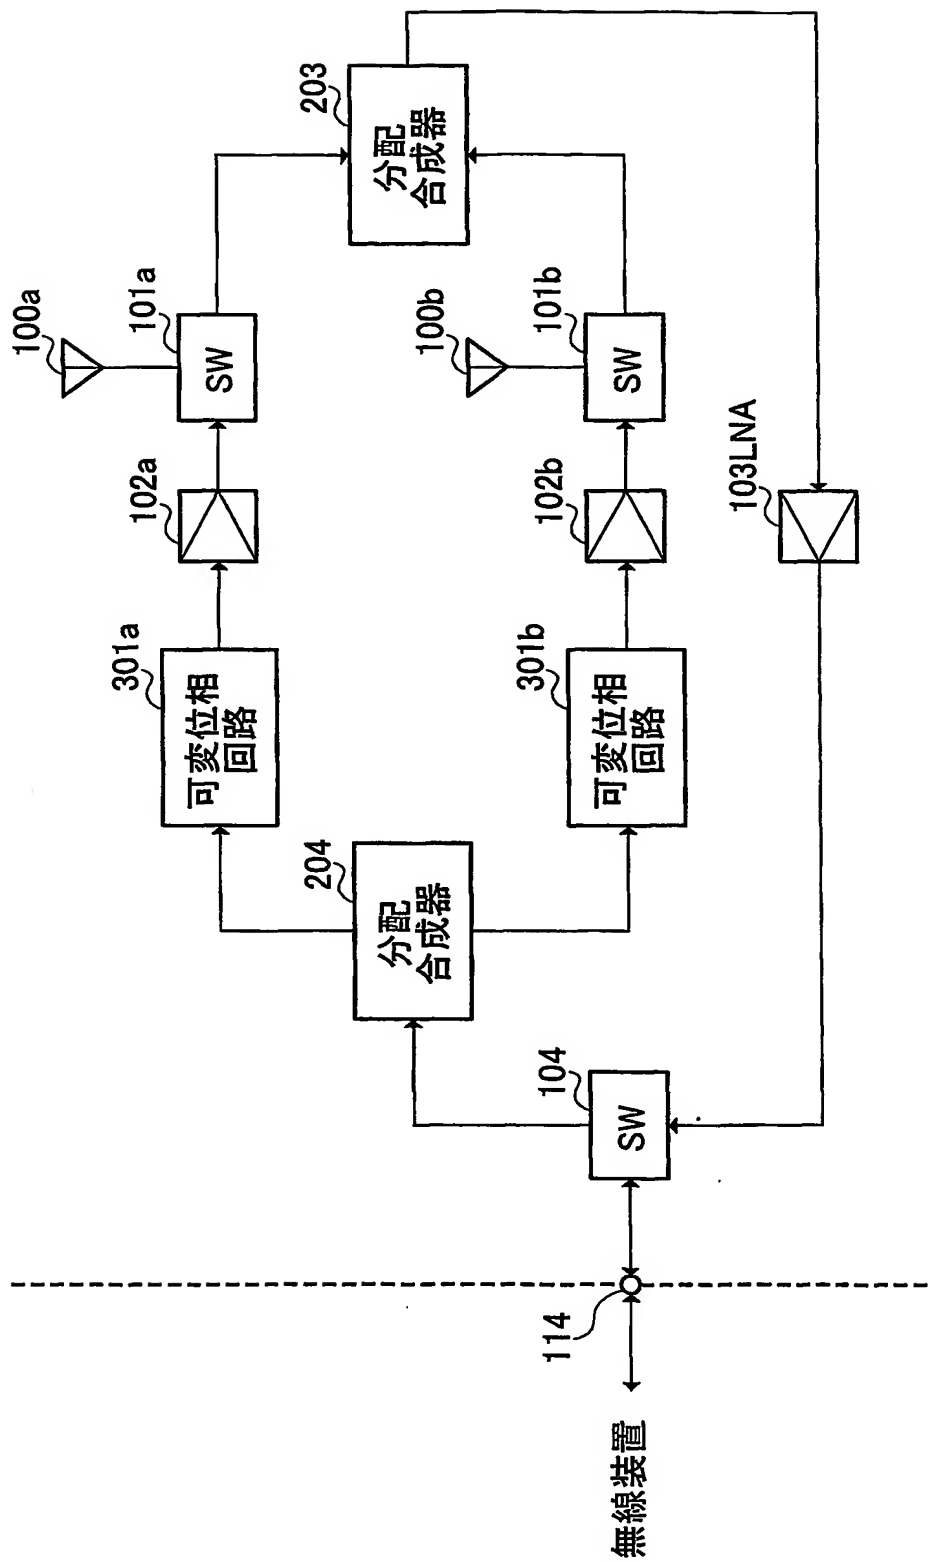 100a
101a
SW
102a
301a
可変位相
回路
203
分配
合成器
204
分配
合成器
100b
101b
SW
102b
301b
可変位相
回路
103LNA
104
SW
114
無線装置